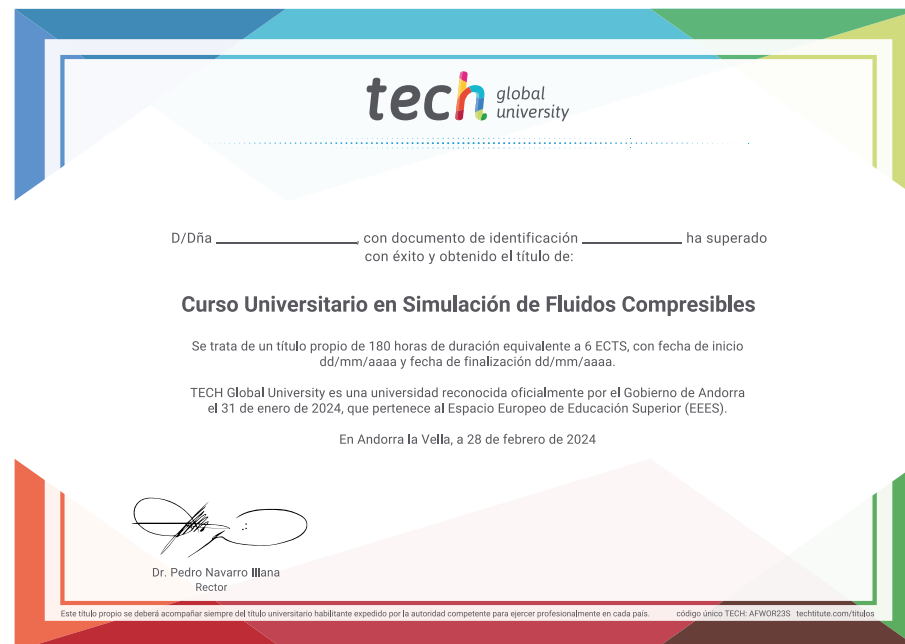 tech global university
D/Dña ____________________, con documento de identificación ______________ ha superado
con éxito y obtenido el título de:
Curso Universitario en Simulación de Fluidos Compresibles
Se trata de un título propio de 180 horas de duración equivalente a 6 ECTS, con fecha de inicio
dd/mm/aaaa y fecha de finalización dd/mm/aaaa.
TECH Global University es una universidad reconocida oficialmente por el Gobierno de Andorra
el 31 de enero de 2024, que pertenece al Espacio Europeo de Educación Superior (EEES).
En Andorra la Vella, a 28 de febrero de 2024
Dr. Pedro Navarro Illana
Rector
Este título propio se deberá acompañar siempre del título universitario habilitante expedido por la autoridad competente para ejercer profesionalmente en cada país. código único TECH: AFWOR23S techtitute.com/titulos